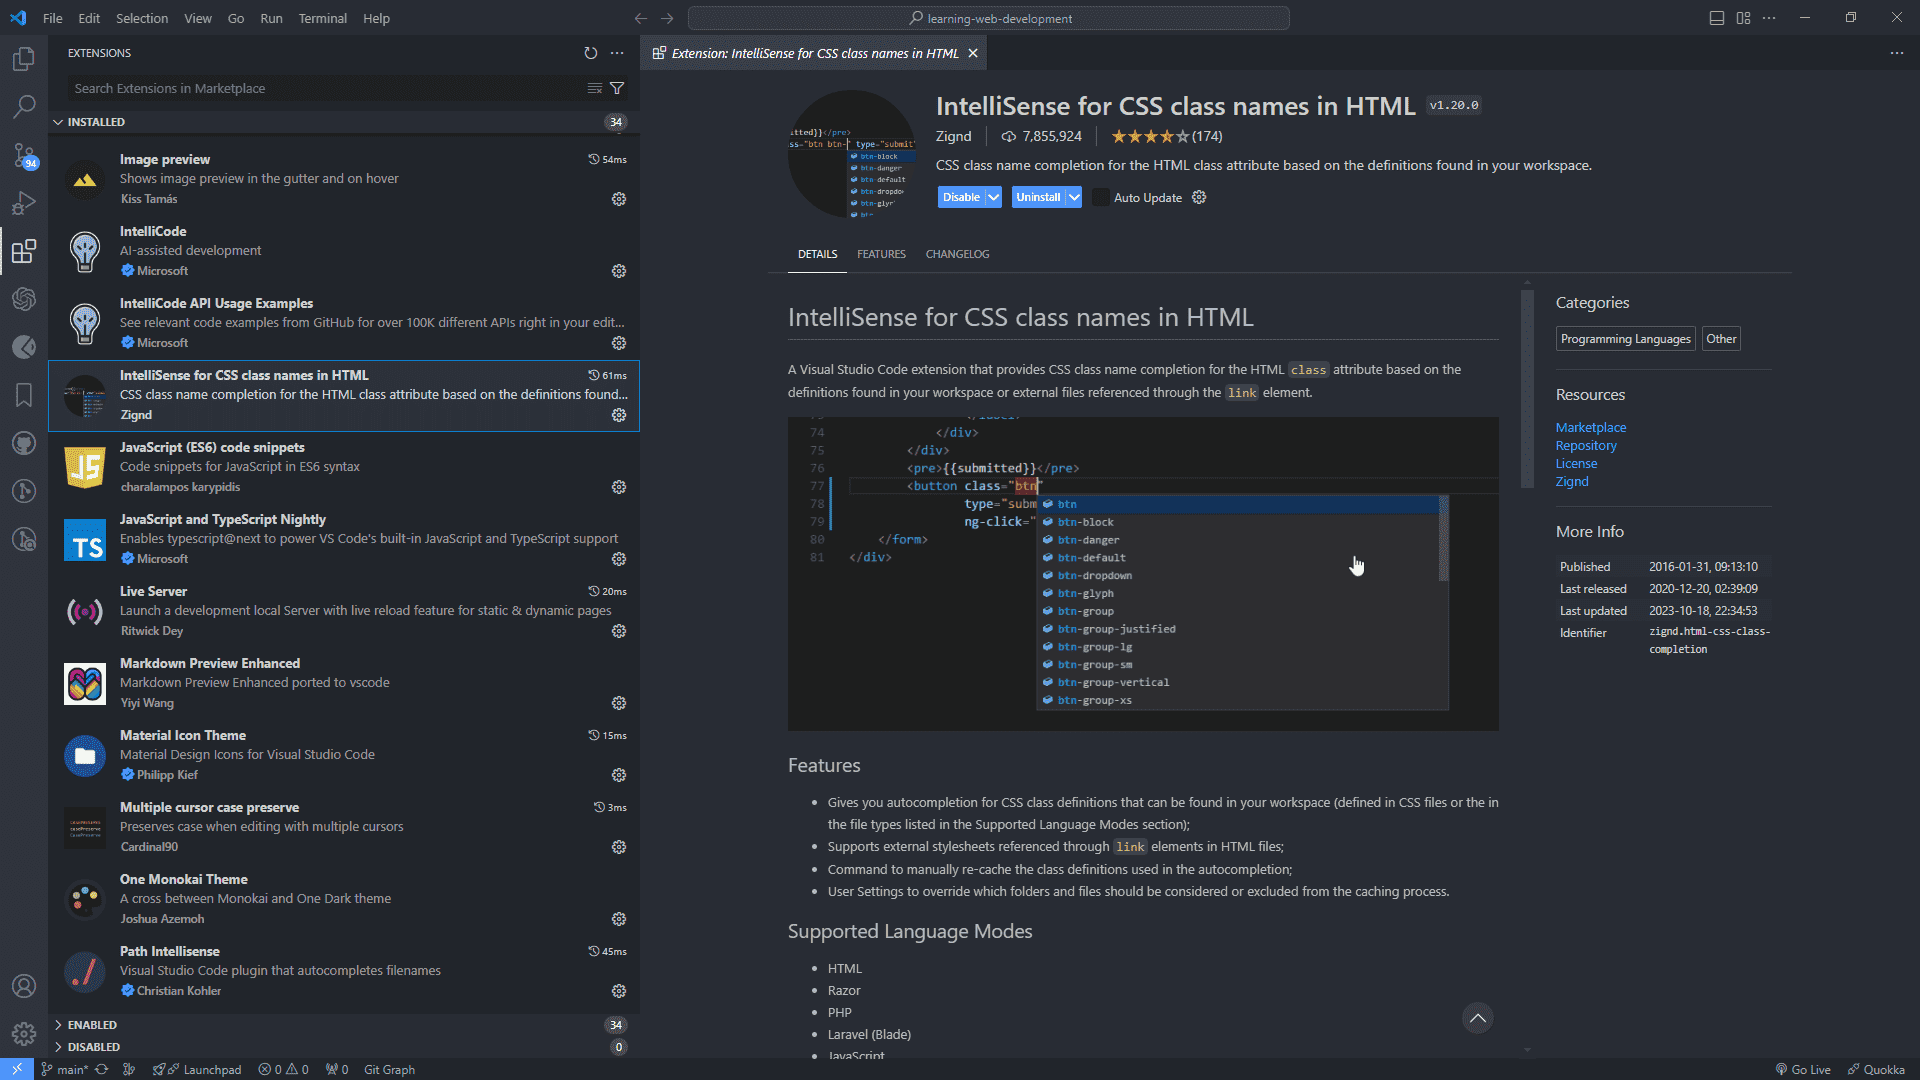 File Edit Selection View Go Run Terminal Help
learning-web-development
EXTENSIONS
Search Extensions in Marketplace
INSTALLED 34
94
Image preview 54ms
Shows image preview in the gutter and on hover
Kiss Tamás
IntelliCode
AI-assisted development
Microsoft
IntelliCode API Usage Examples
See relevant code examples from GitHub for over 100K different APIs right in your edit...
Microsoft
IntelliSense for CSS class names in HTML 61ms
CSS class name completion for the HTML class attribute based on the definitions found...
Zignd
JavaScript (ES6) code snippets
Code snippets for JavaScript in ES6 syntax
charalampos karypidis
JS
JavaScript and TypeScript Nightly
Enables typescript@next to power VS Code's built-in JavaScript and TypeScript support
Microsoft
TS
Live Server 20ms
Launch a development local Server with live reload feature for static & dynamic pages
Ritwick Dey
Markdown Preview Enhanced
Markdown Preview Enhanced ported to vscode
Yiyi Wang
Material Icon Theme 15ms
Material Design Icons for Visual Studio Code
Philipp Kief
Multiple cursor case preserve 3ms
Preserves case when editing with multiple cursors
Cardinal90
One Monokai Theme
A cross between Monokai and One Dark theme
Joshua Azemoh
Path Intellisense 45ms
Visual Studio Code plugin that autocompletes filenames
Christian Kohler
ENABLED 34
DISABLED 0
Extension: IntelliSense for CSS class names in HTML
itted}}</pre>
ss="btn btn-" type="submit"
btn-block
btn-danger
btn-default
IntelliSense for CSS class names in HTML v1.20.0
Zignd 7,855,924 (174)
CSS class name completion for the HTML class attribute based on the definitions found in your workspace.
Disable Uninstall Auto Update
DETAILS FEATURES CHANGELOG
IntelliSense for CSS class names in HTML
A Visual Studio Code extension that provides CSS class name completion for the HTML class attribute based on the
definitions found in your workspace or external files referenced through the link element.
74 </div>
75 </div>
76 <pre>{{submitted}}</pre>
77 <button class="btn"
78 type="subm
79 ng-click="
80 </form>
81 </div>
btn
btn-block
btn-danger
btn-default
btn-dropdown
btn-glyph
btn-group
btn-group-justified
btn-group-lg
btn-group-sm
btn-group-vertical
btn-group-xs
Features
Gives you autocompletion for CSS class definitions that can be found in your workspace (defined in CSS files or the in
the file types listed in the Supported Language Modes section);
Supports external stylesheets referenced through link elements in HTML files;
Command to manually re-cache the class definitions used in the autocompletion;
User Settings to override which folders and files should be considered or excluded from the caching process.
Supported Language Modes
HTML
Razor
PHP
Laravel (Blade)
JavaScript
Categories
Programming Languages Other
Resources
Marketplace
Repository
License
Zignd
More Info
Published 2016-01-31, 09:13:10
Last released 2020-12-20, 02:39:09
Last updated 2023-10-18, 22:34:53
Identifier zignd.html-css-class-
completion
main* Launchpad 0 0 0 Git Graph
Go Live Quokka